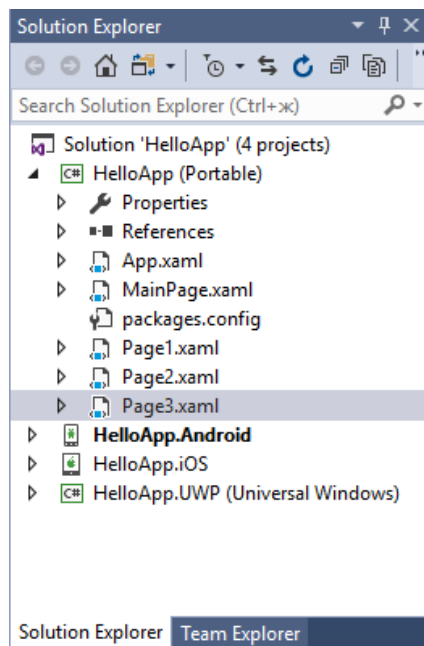 Solution Explorer
Search Solution Explorer (Ctrl+ж)
Solution 'HelloApp' (4 projects)
C# HelloApp (Portable)
Properties
References
App.xaml
MainPage.xaml
packages.config
Page1.xaml
Page2.xaml
Page3.xaml
HelloApp.Android
HelloApp.iOS
C# HelloApp.UWP (Universal Windows)
Solution Explorer Team Explorer